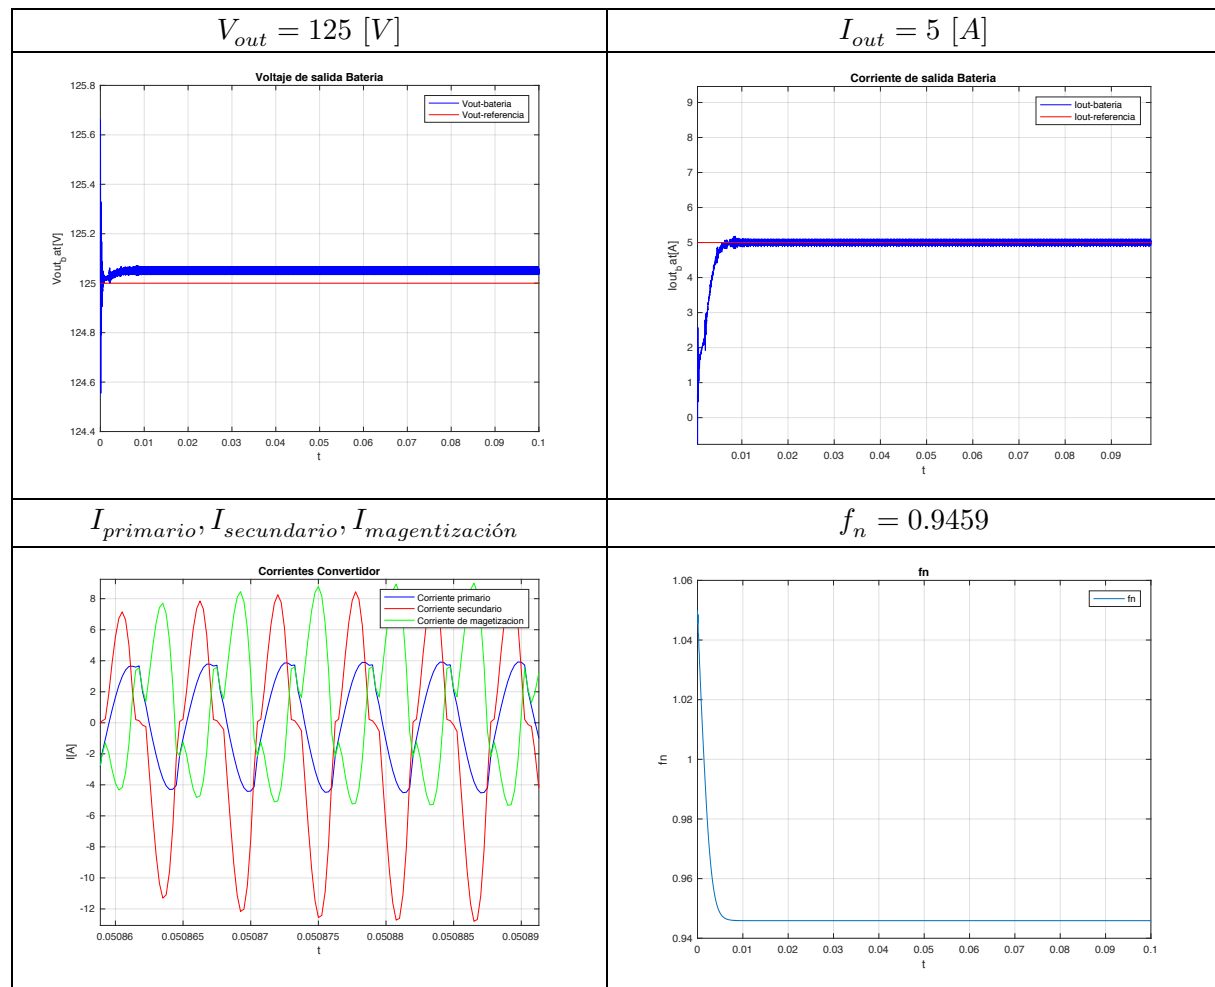 V_out = 125 [V]
I_out = 5 [A]
Voltaje de salida Bateria
125.8
125.6
125.4
125.2
125
124.8
124.6
124.4
Vout_bat[V]
Vout-bateria
Vout-referencia
0 0.01 0.02 0.03 0.04 0.05 0.06 0.07 0.08 0.09 0.1
t
Corriente de salida Bateria
9
8
7
6
5
4
3
2
1
0
Iout_bat[A]
Iout-bateria
Iout-referencia
0.01 0.02 0.03 0.04 0.05 0.06 0.07 0.08 0.09
t
I_primario, I_secundario, I_magentización
f_n = 0.9459
Corrientes Convertidor
8
6
4
2
0
-2
-4
-6
-8
-10
-12
I[A]
Corriente primario
Corriente secundario
Corriente de magetizacion
0.05086 0.050865 0.05087 0.050875 0.05088 0.050885 0.05089
t
fn
1.06
1.04
1.02
1
0.98
0.96
0.94
fn
fn
0 0.01 0.02 0.03 0.04 0.05 0.06 0.07 0.08 0.09 0.1
t